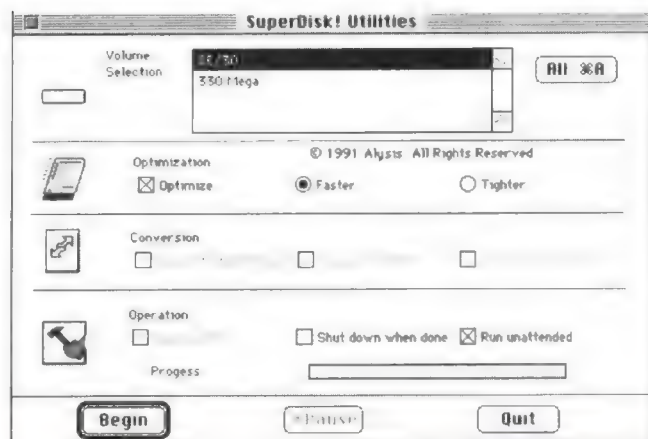 SuperDisk! Utilities
Volume
Selection
330 Mega
All ⌘A
© 1991 Alysis All Rights Reserved
Optimization
Optimize
Faster
Tighter
Conversion
Operation
Shut down when done
Run unattended
Progess
Begin
Pause
Quit